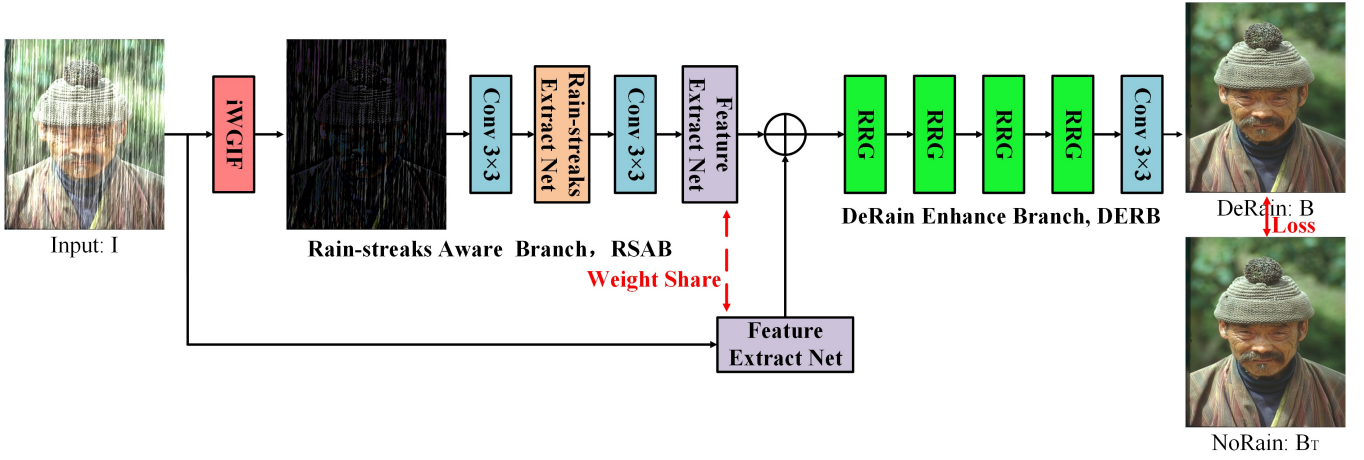 Input: I
iWGIF
Conv 3×3
Rain-streaks
Extract Net
Conv 3×3
Feature
Extract Net
Rain-streaks Aware Branch, RSAB
Weight Share
Feature
Extract Net
RRG
RRG
RRG
RRG
Conv 3×3
DeRain Enhance Branch, DERB
DeRain: B
Loss
NoRain: BT